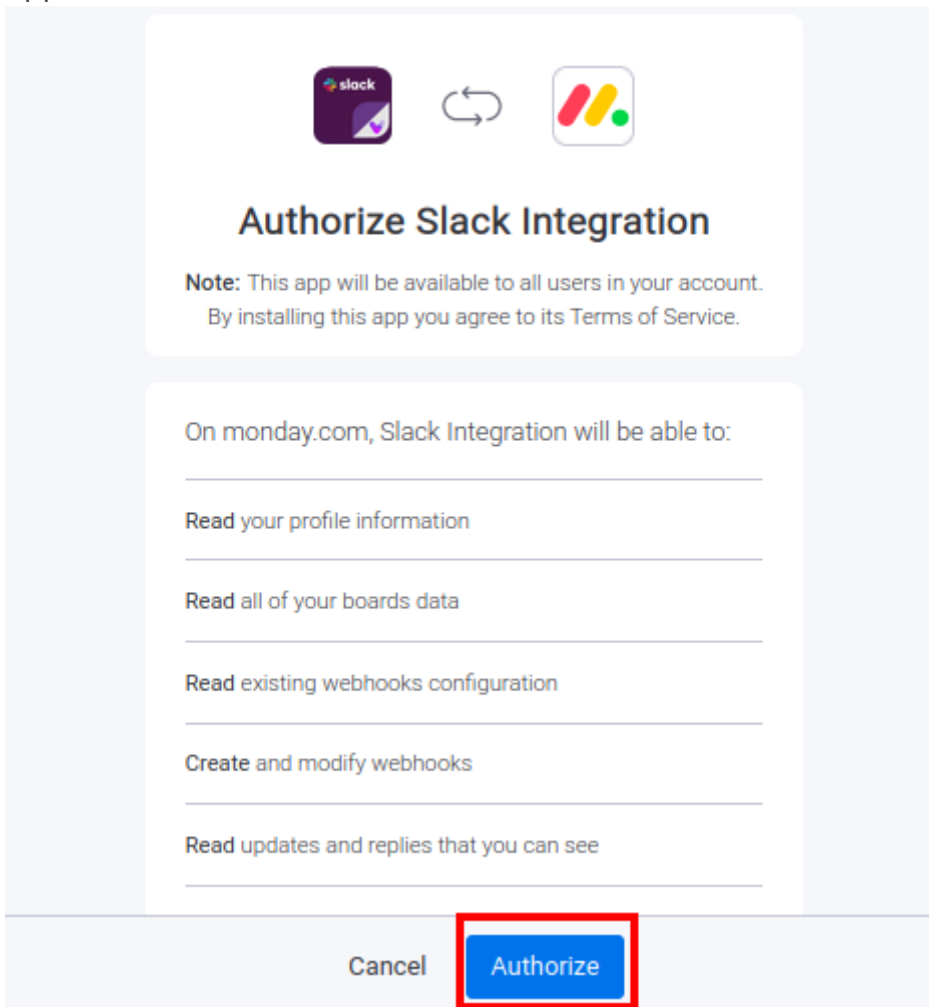 slack
Authorize Slack Integration
Note: This app will be available to all users in your account.
By installing this app you agree to its Terms of Service.
On monday.com, Slack Integration will be able to:
Read your profile information
Read all of your boards data
Read existing webhooks configuration
Create and modify webhooks
Read updates and replies that you can see
Cancel
Authorize